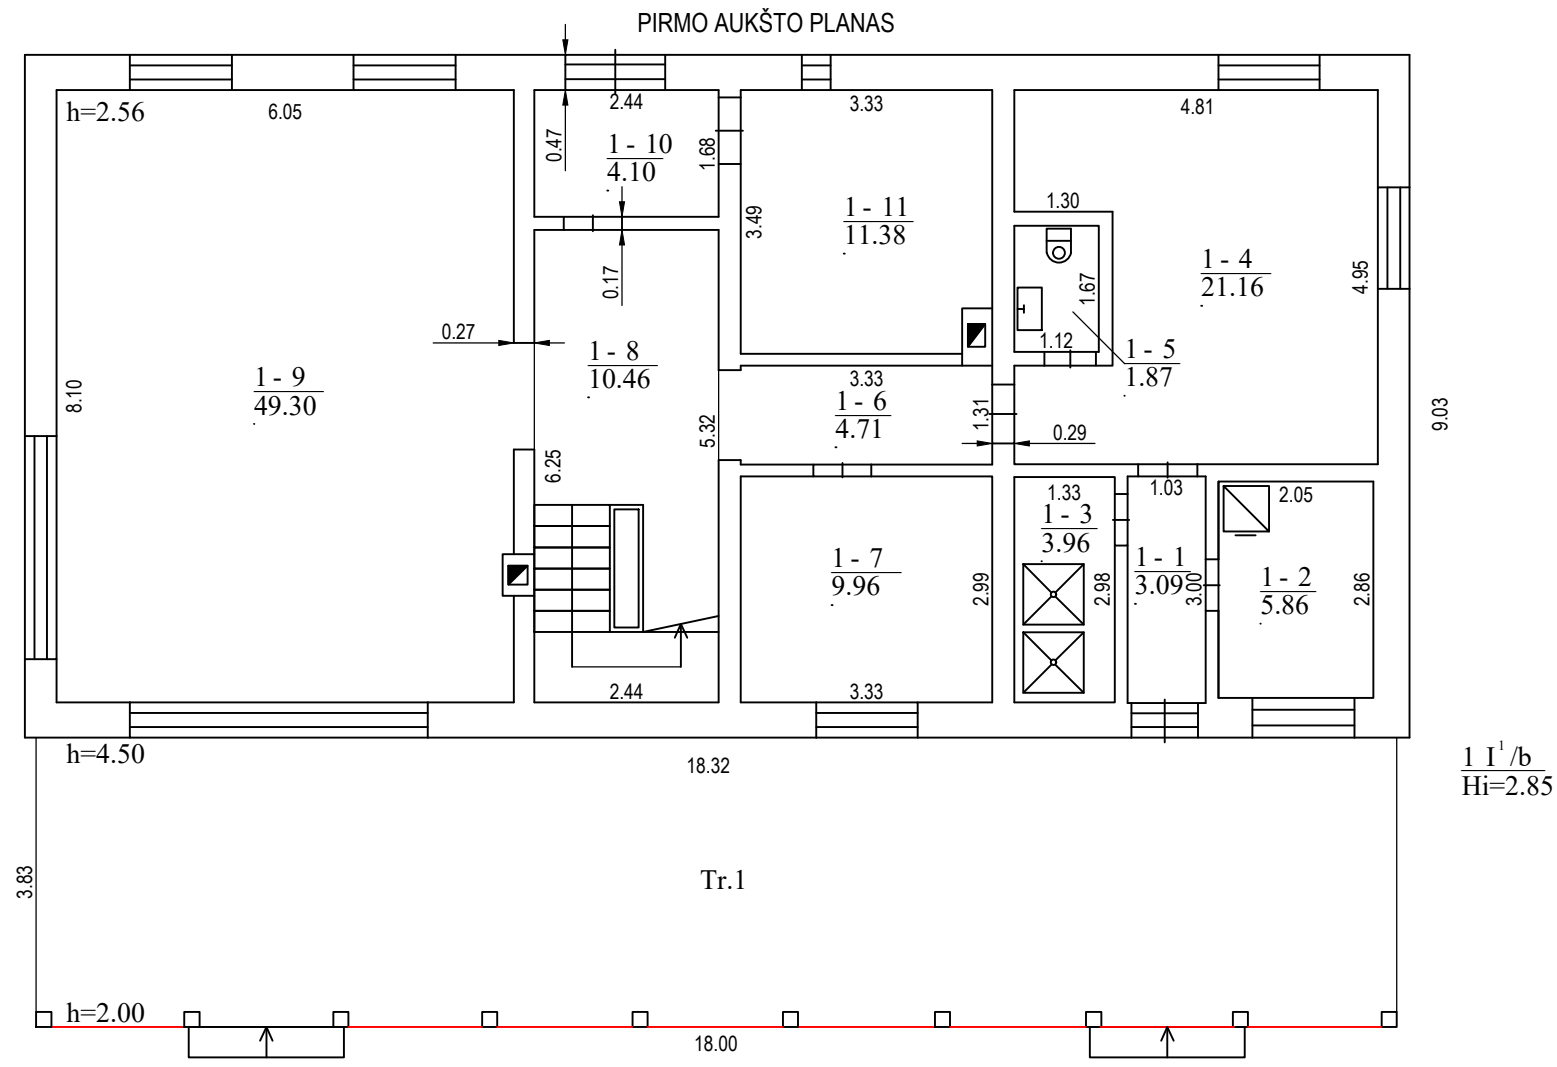 PIRMO AUKŠTO PLANAS
h=2.56
6.05
2.44
3.33
4.81
0.47
1 - 10
4.10
1.68
1 - 11
11.38
3.49
1.30
1 - 4
21.16
4.95
0.17
1.67
0.27
1.12
1 - 5
1.87
1 - 8
10.46
1 - 9
49.30
8.10
3.33
1 - 6
4.71
1.31
0.29
9.03
5.32
6.25
1.33
1.03
2.05
1 - 3
3.96
1 - 7
9.96
2.99
2.98
1 - 1
3.09
3.00
1 - 2
5.86
2.86
2.44
3.33
h=4.50
18.32
1 I¹/b
Hi=2.85
3.83
Tr.1
h=2.00
18.00